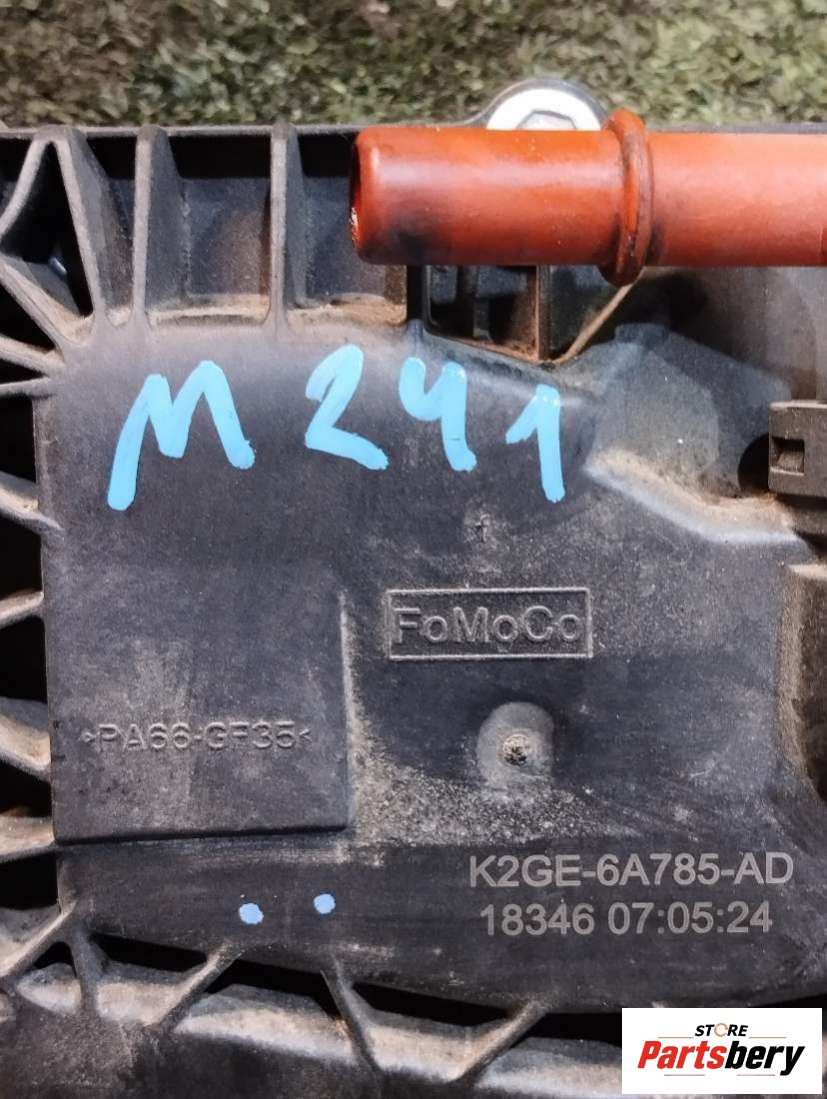 M241
FoMoCo
>PA66-GF35<
K2GE-6A785-AD
18346 07:05:24
STORE
Partsbery